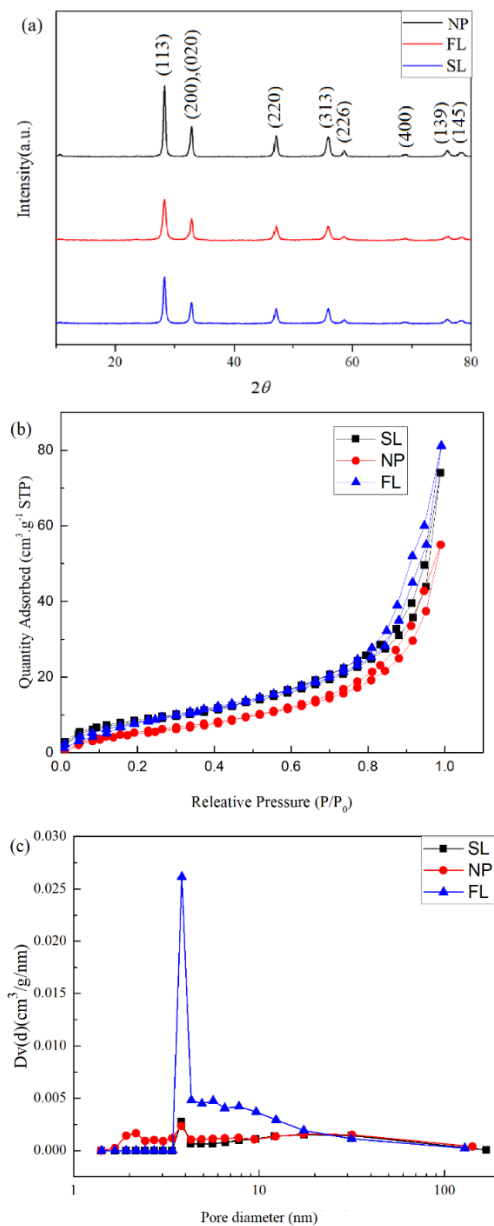 (a)
NP
FL
SL
(113)
(200),(020)
(220)
(313)
(226)
(400)
(139)
(145)
Intensity(a.u.)
20 40 60 80
2θ
(b)
SL
NP
FL
Quantity Adsorbed (cm³.g⁻¹ STP)
80
60
40
20
0
0.0 0.2 0.4 0.6 0.8 1.0
Releative Pressure (P/P₀)
(c)
SL
NP
FL
Dv(d)(cm³/g/nm)
0.030
0.025
0.020
0.015
0.010
0.005
0.000
1 10 100
Pore diameter (nm)